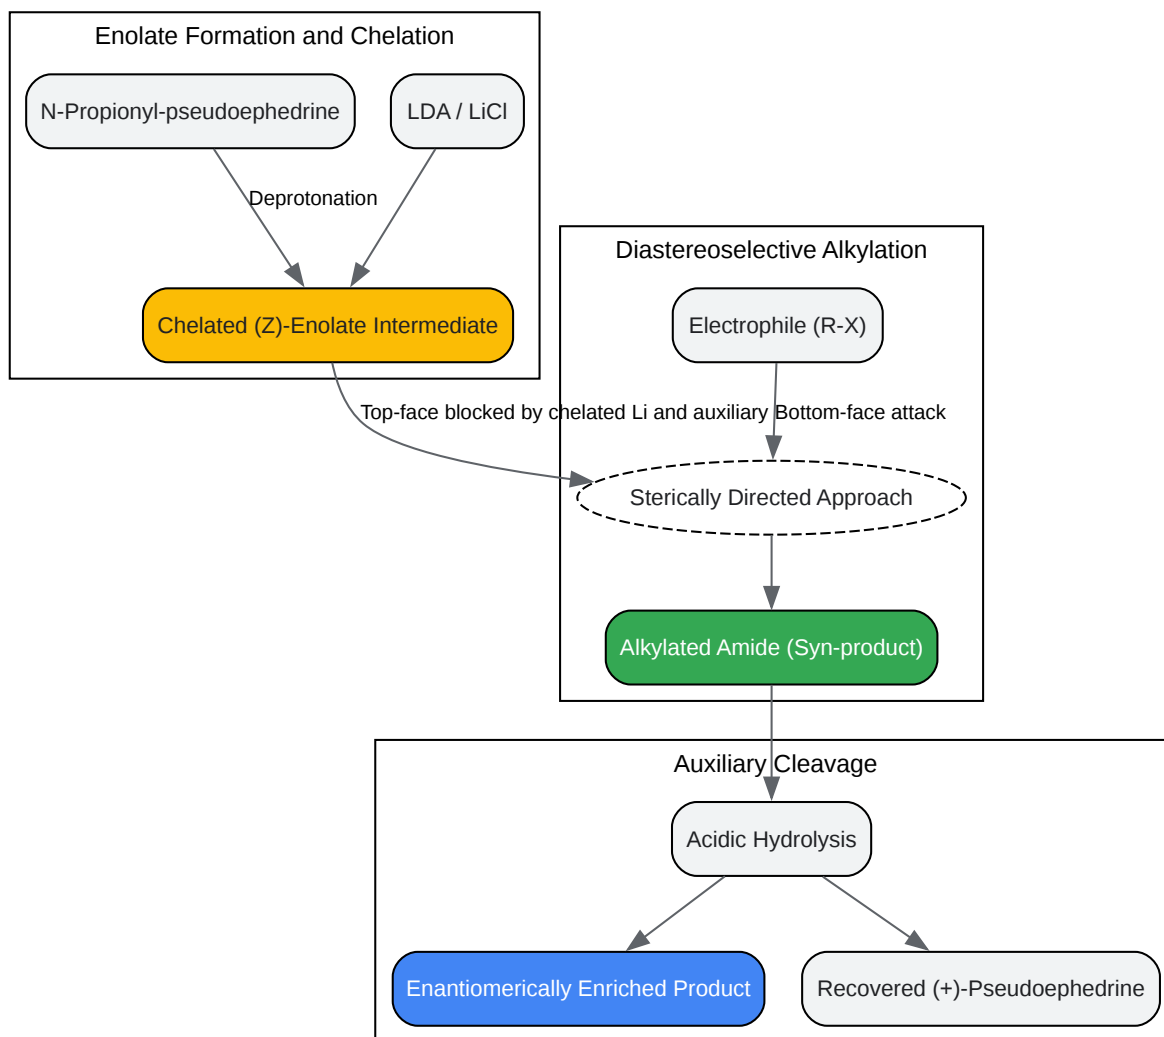 Enolate Formation and Chelation
N-Propionyl-pseudoephedrine
LDA / LiCl
Deprotonation
Chelated (Z)-Enolate Intermediate
Diastereoselective Alkylation
Electrophile (R-X)
Top-face blocked by chelated Li and auxiliary Bottom-face attack
Sterically Directed Approach
Alkylated Amide (Syn-product)
Auxiliary Cleavage
Acidic Hydrolysis
Enantiomerically Enriched Product
Recovered (+)-Pseudoephedrine